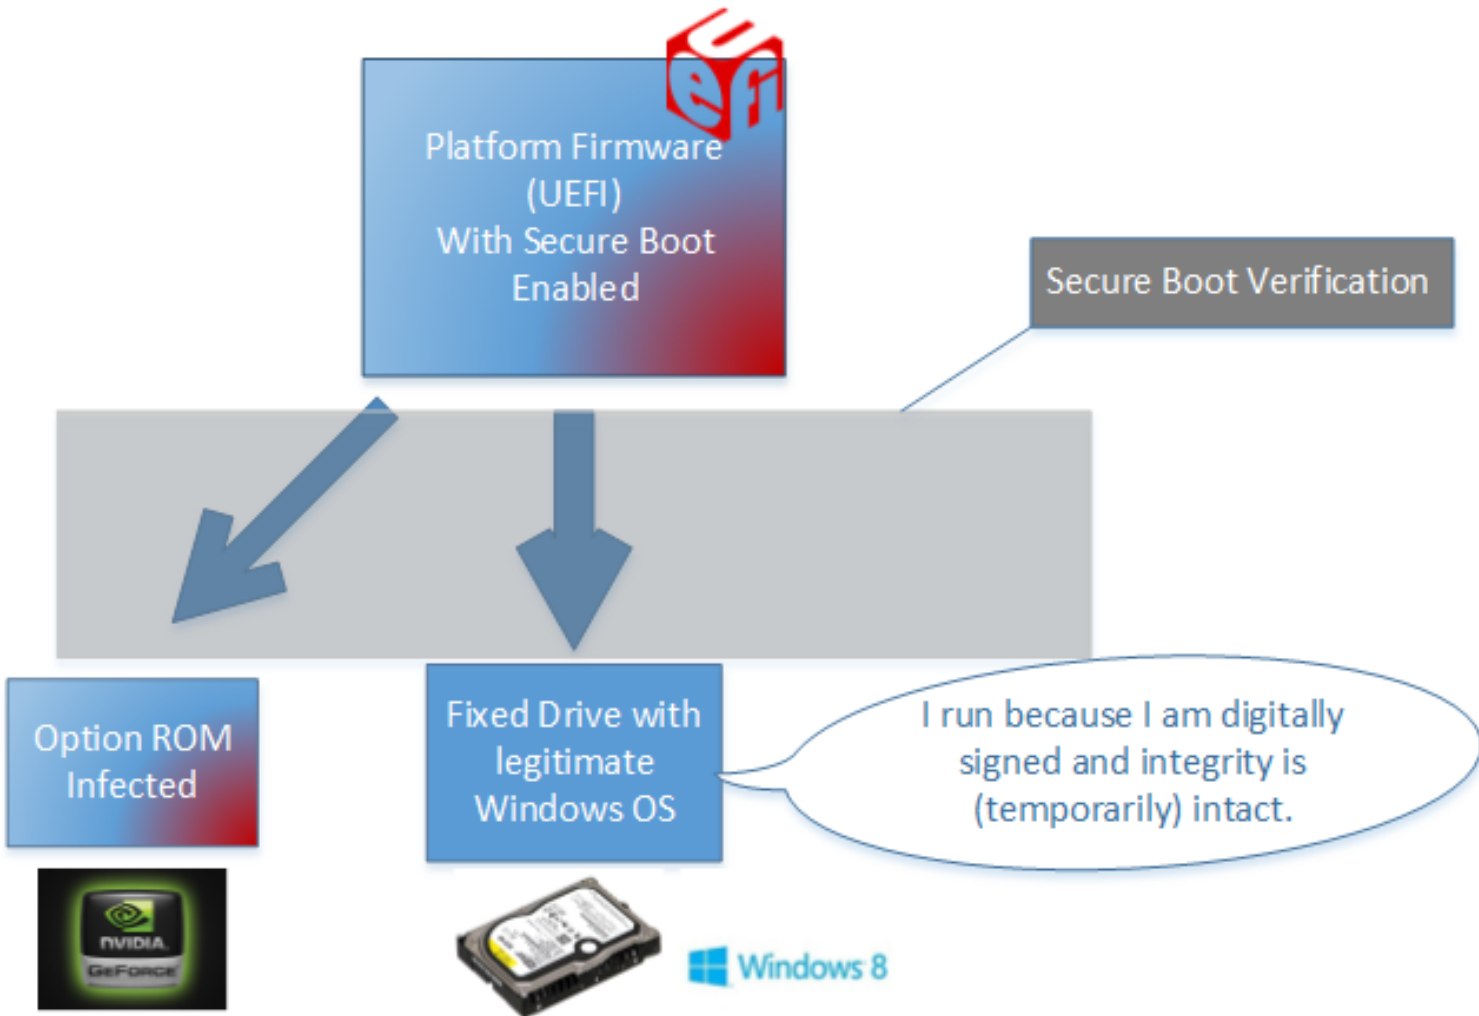 uefi
Platform Firmware
(UEFI)
With Secure Boot
Enabled
Secure Boot Verification
Option ROM
Infected
Fixed Drive with
legitimate
Windows OS
I run because I am digitally
signed and integrity is
(temporarily) intact.
NVIDIA.
GEFORCE
Windows 8